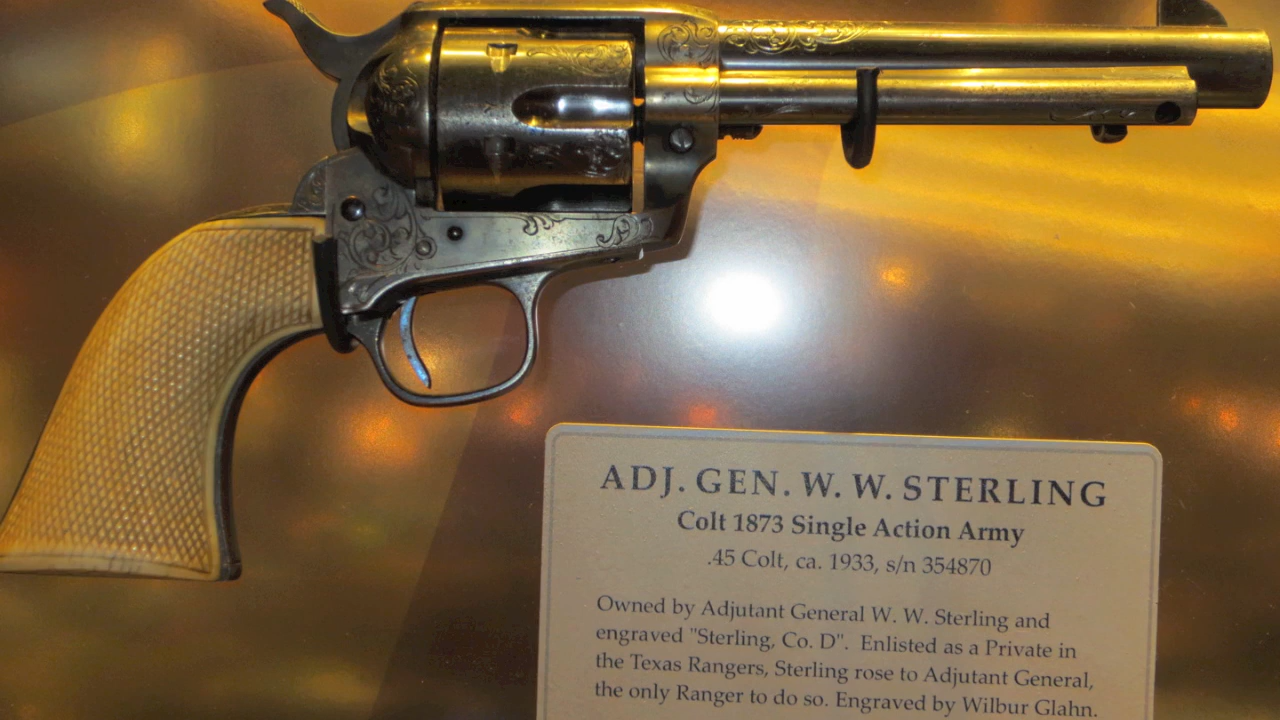 ADJ. GEN. W. W. STERLING
Colt 1873 Single Action Army
.45 Colt, ca. 1933, s/n 354870
Owned by Adjutant General W. W. Sterling and
engraved "Sterling, Co. D". Enlisted as a Private in
the Texas Rangers, Sterling rose to Adjutant General,
the only Ranger to do so. Engraved by Wilbur Glahn.